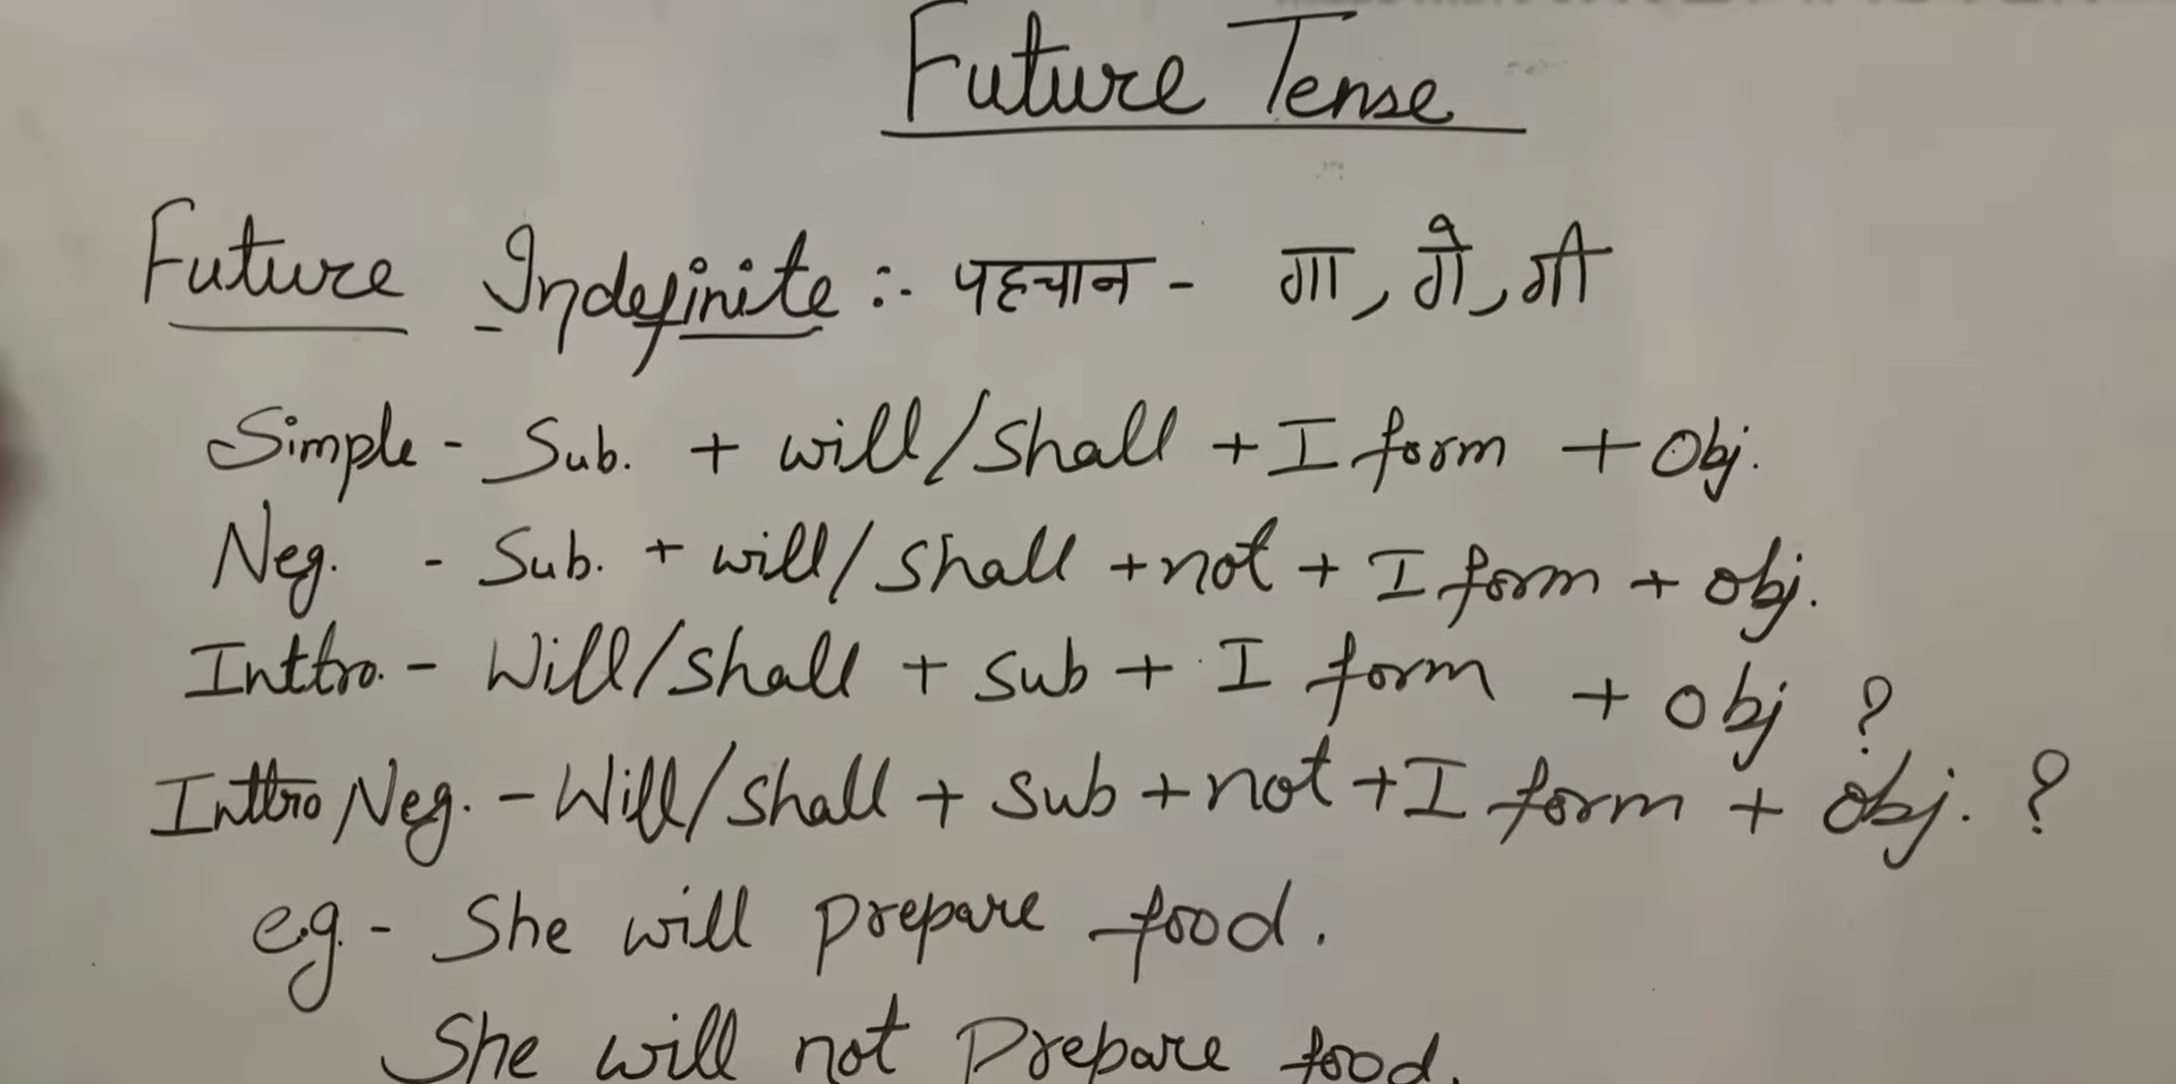 Future Tense
Future Indefinite :- पहचान - गा, गे, गी
Simple - Sub. + will/shall + I form + Obj.
Neg. - Sub. + will/shall + not + I form + obj.
Inttro. - Will/shall + sub + I form + obj ?
Inttro Neg. - Will/shall + sub + not + I form + obj. ?
e.g. - She will prepare food.
She will not Prepare food.